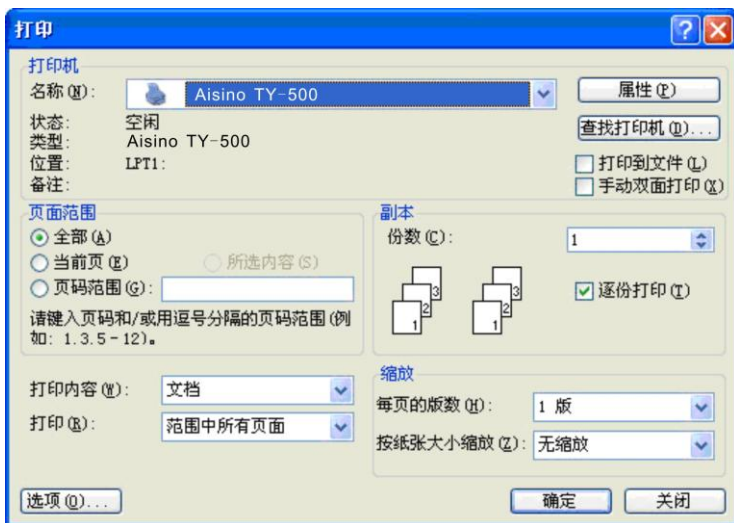 打印
打印机
名称(N): Aisino TY-500 属性(P)
状态: 空闲 查找打印机(D)...
类型: Aisino TY-500
位置: LPT1: 打印到文件(L)
备注: 手动双面打印(X)
页面范围
全部(A)
当前页(E) 所选内容(S)
页码范围(G):
请键入页码和/或用逗号分隔的页码范围(例
如: 1.3.5-12)。
副本
份数(C): 1
1 2 3 1 2 3 逐份打印(T)
打印内容(W): 文档
打印(R): 范围中所有页面
缩放
每页的版数(H): 1 版
按纸张大小缩放(Z): 无缩放
选项(O)... 确定 关闭